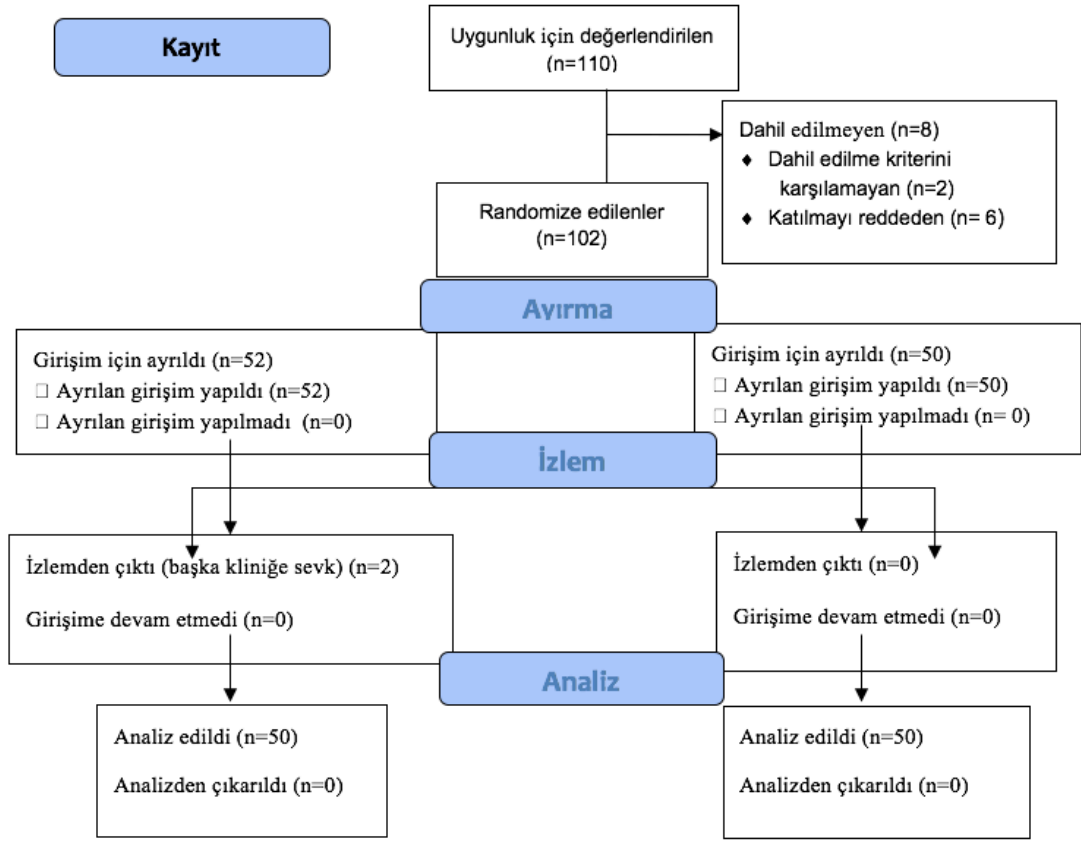 Kayıt
Uygunluk için değerlendirilen
(n=110)
Dahil edilmeyen (n=8)
♦ Dahil edilme kriterini
karşılamayan (n=2)
♦ Katılmayı reddeden (n= 6)
Randomize edilenler
(n=102)
Ayırma
Girişim için ayrıldı (n=52)
□ Ayrılan girişim yapıldı (n=52)
□ Ayrılan girişim yapılmadı (n=0)
Girişim için ayrıldı (n=50)
□ Ayrılan girişim yapıldı (n=50)
□ Ayrılan girişim yapılmadı (n= 0)
İzlem
İzlemden çıktı (başka kliniğe sevk) (n=2)
Girişime devam etmedi (n=0)
İzlemden çıktı (n=0)
Girişime devam etmedi (n=0)
Analiz
Analiz edildi (n=50)
Analizden çıkarıldı (n=0)
Analiz edildi (n=50)
Analizden çıkarıldı (n=0)